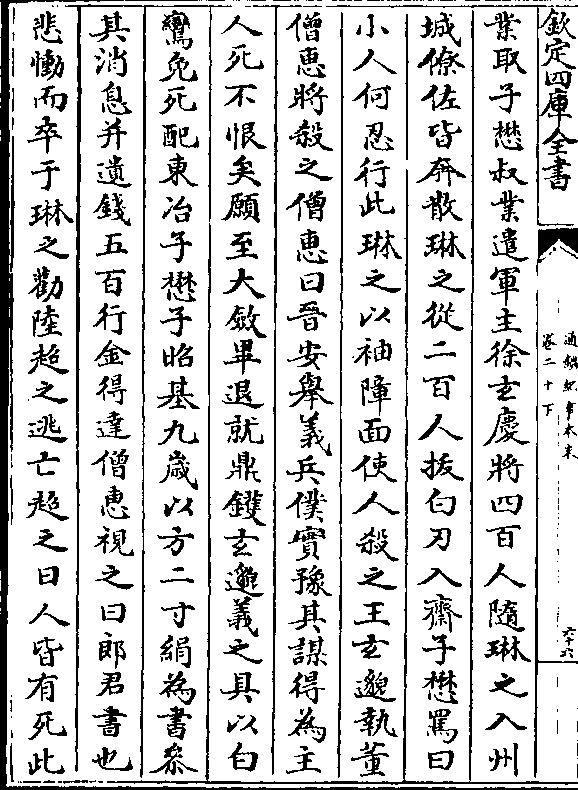 欽定四庫全書
通鑑紀事本末
卷二十下
六十六
業取子懋叔業遣軍主徐玄慶將四百人隨琳之入州
城僚佐皆奔散琳之從二百人拔白刃入齋子懋罵曰
小人何忍行此琳之以袖障面使人殺之王玄邈執董
僧惠將殺之僧惠曰晉安舉義兵僕實豫其謀得為主
人死不恨矣願至大斂畢退就鼎鑊玄邈義之具以白
鸞免死配東冶子懋子昭基九歲以方二寸絹為書參
其消息并遺錢五百行金得達僧惠視之曰郎君書也
悲慟而卒于琳之勸陸超之逃亡超之曰人皆有死此